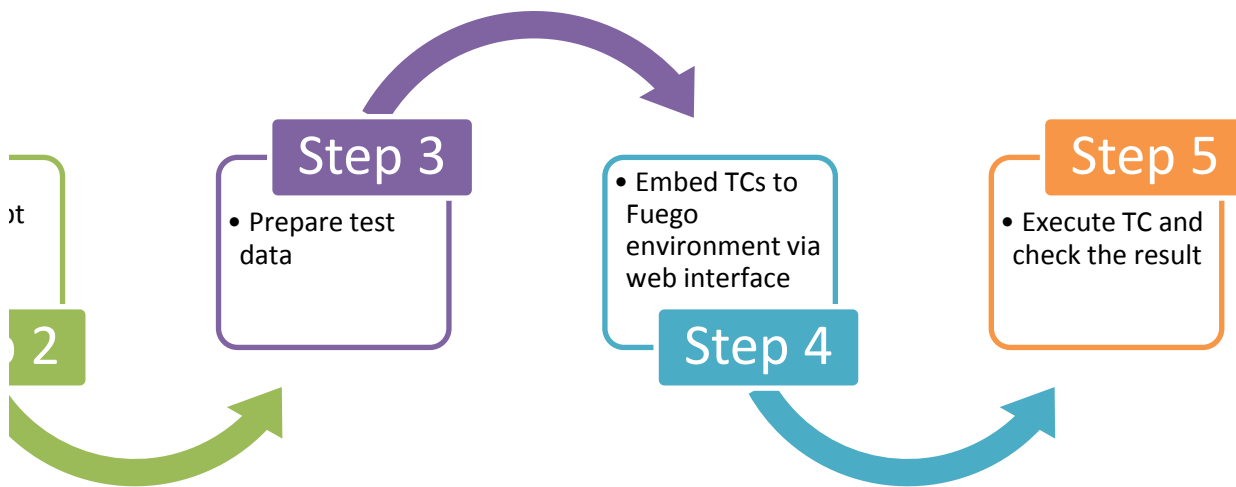 2
Step 3
• Prepare test
data
• Embed TCs to
Fuego
environment via
web interface
Step 4
Step 5
• Execute TC and
check the result